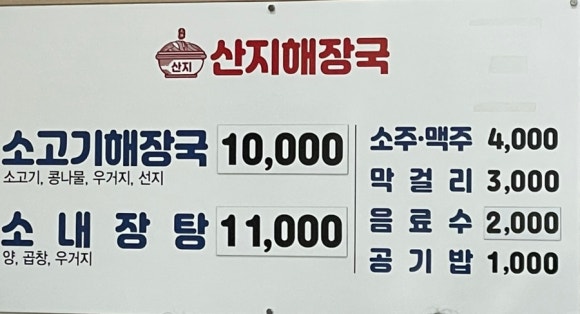 산지
산지해장국
소고기해장국 10,000
소고기, 콩나물, 우거지, 선지
소내장탕 11,000
양, 곱창, 우거지
소주·맥주 4,000
막걸리 3,000
음료수 2,000
공기밥 1,000